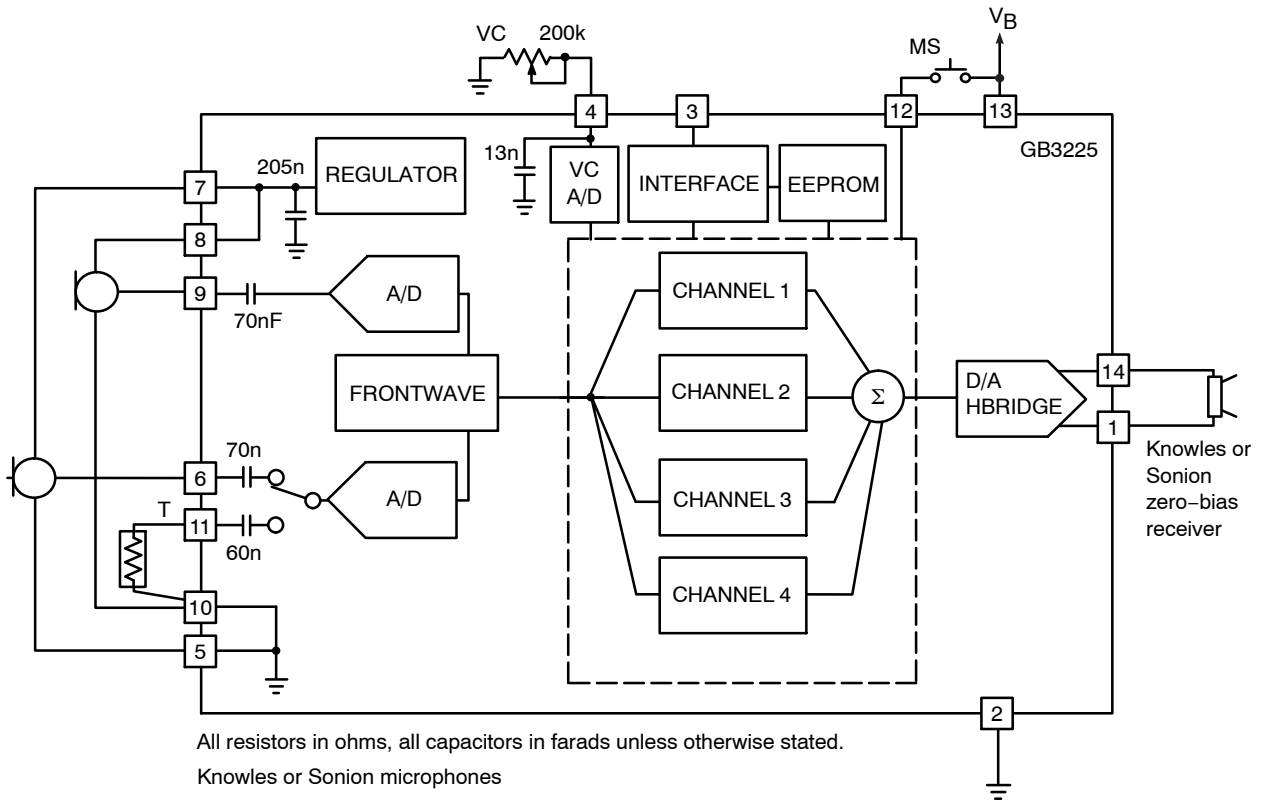 V_B
VC 200k
MS
4
3
12
13
GB3225
7
205n
REGULATOR
13n
VC
A/D
INTERFACE
EEPROM
8
9
70nF
A/D
CHANNEL 1
FRONTWAVE
CHANNEL 2
Σ
D/A
HBRIDGE
14
1
Knowles or
Sonion
zero−bias
receiver
6
70n
A/D
CHANNEL 3
T
11
60n
10
CHANNEL 4
5
2
All resistors in ohms, all capacitors in farads unless otherwise stated.
Knowles or Sonion microphones